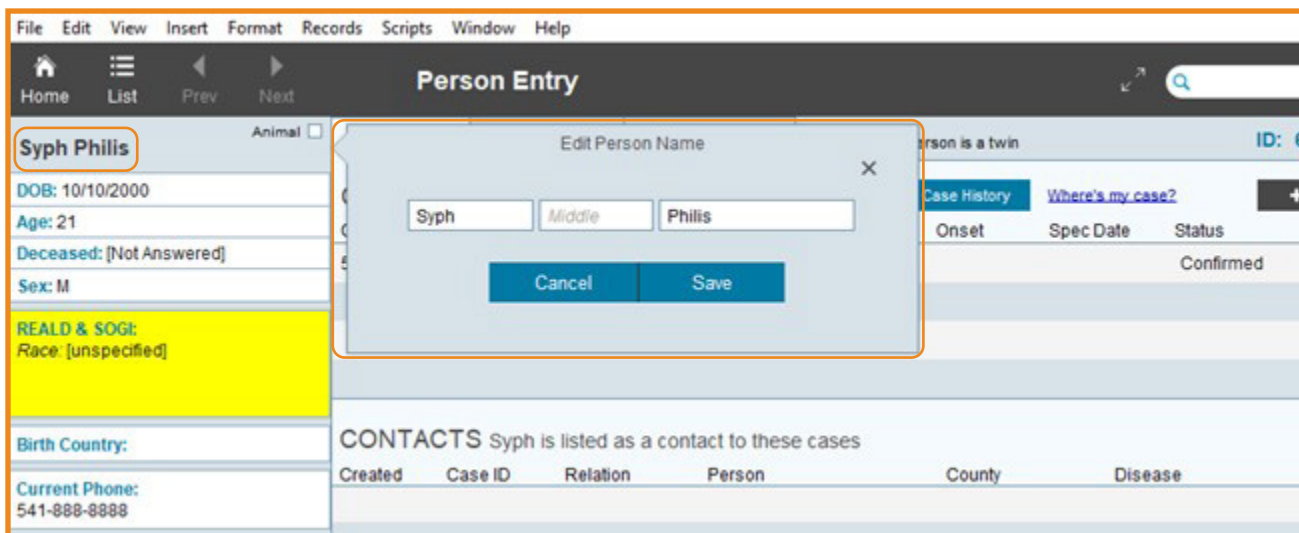 File Edit View Insert Format Records Scripts Window Help
Home List Prev Next
Person Entry
Syph Philis
Animal
DOB: 10/10/2000
Age: 21
Deceased: [Not Answered]
Sex: M
REALD & SOGI:
Race: [unspecified]
Birth Country:
Current Phone:
541-888-8888
Edit Person Name
Syph Middle Philis
Cancel Save
is a twin
ID:
Case History Where's my case?
Onset Spec Date Status
Confirmed
CONTACTS Syph is listed as a contact to these cases
Created Case ID Relation Person County Disease